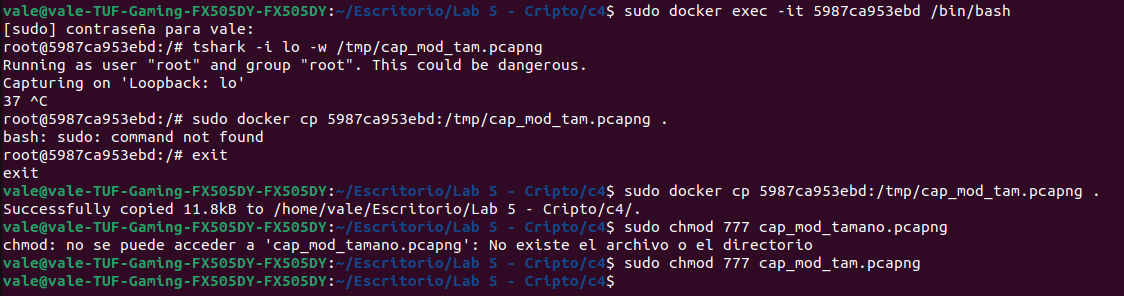 vale@vale-TUF-Gaming-FX505DY-FX505DY:~/Escritorio/Lab 5 - Cripto/c4$ sudo docker exec -it 5987ca953ebd /bin/bash
[sudo] contraseña para vale:
root@5987ca953ebd:/# tshark -i lo -w /tmp/cap_mod_tam.pcapng
Running as user "root" and group "root". This could be dangerous.
Capturing on 'Loopback: lo'
37 ^C
root@5987ca953ebd:/# sudo docker cp 5987ca953ebd:/tmp/cap_mod_tam.pcapng .
bash: sudo: command not found
root@5987ca953ebd:/# exit
exit
vale@vale-TUF-Gaming-FX505DY-FX505DY:~/Escritorio/Lab 5 - Cripto/c4$ sudo docker cp 5987ca953ebd:/tmp/cap_mod_tam.pcapng .
Successfully copied 11.8kB to /home/vale/Escritorio/Lab 5 - Cripto/c4/.
vale@vale-TUF-Gaming-FX505DY-FX505DY:~/Escritorio/Lab 5 - Cripto/c4$ sudo chmod 777 cap_mod_tamano.pcapng
chmod: no se puede acceder a 'cap_mod_tamano.pcapng': No existe el archivo o el directorio
vale@vale-TUF-Gaming-FX505DY-FX505DY:~/Escritorio/Lab 5 - Cripto/c4$ sudo chmod 777 cap_mod_tam.pcapng
vale@vale-TUF-Gaming-FX505DY-FX505DY:~/Escritorio/Lab 5 - Cripto/c4$